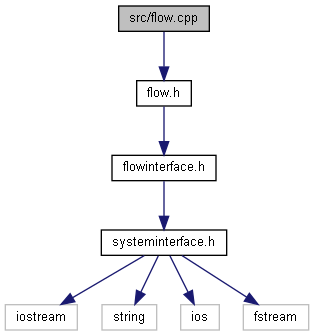 src/flow.cpp
flow.h
flowinterface.h
systeminterface.h
iostream
string
ios
fstream